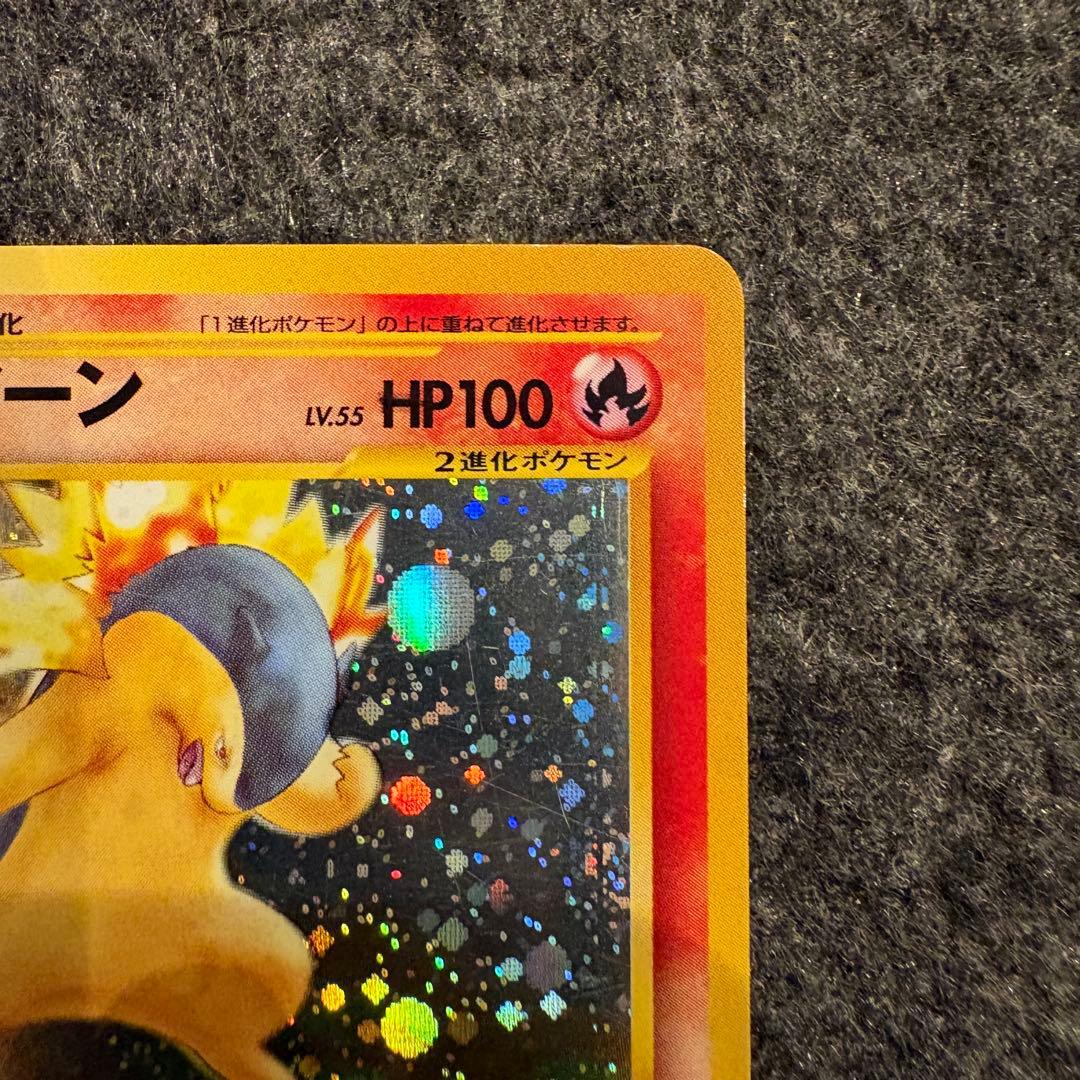 化 「1進化ポケモン」の上に重ねて進化させます。
ーン LV.55 HP100
2進化ポケモン